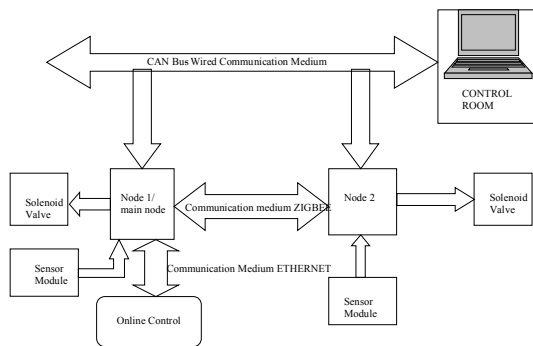 CAN Bus Wired Communication Medium
CONTROL
ROOM
Solenoid
Valve
Node 1/
main node
Communication medium ZIGBEE
Node 2
Solenoid
Valve
Sensor
Module
Communication Medium ETHERNET
Sensor
Module
Online Control